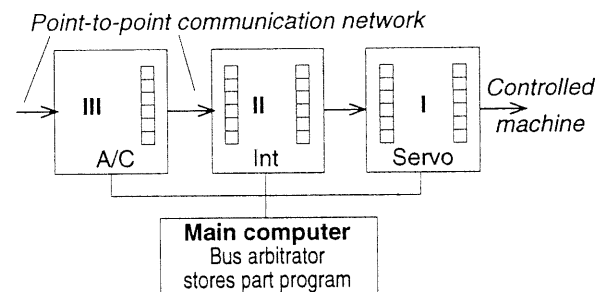 Point-to-point communication network
III
II
I
Controlled
machine
A/C
Int
Servo
Main computer
Bus arbitrator
stores part program